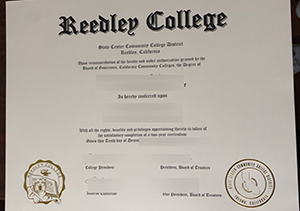 Reedley College
State Center Community College District
Reedley, California
Upon recommendation of the faculty and under authorization granted by the
Board of Governors, California Community Colleges, the Degree of
r
is hereby conferred upon
With all the rights, benefits and privileges appertaining thereto in token of
the satisfactory completion of a two-year curriculum
Given this Tenth day of
College President
President, Board of Trustees
Vice President, Board of Trustees